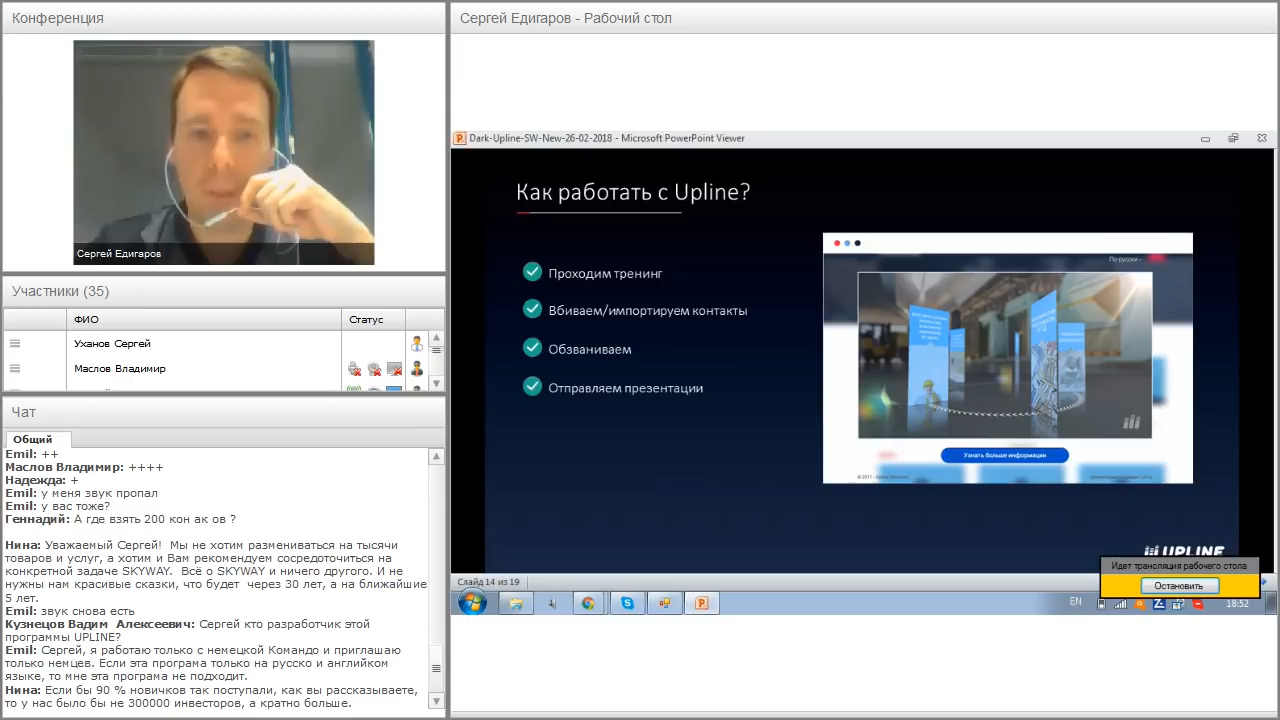 Конференция
Сергей Едигаров
Участники (35)
ФИО
Статус
Уханов Сергей
Маслов Владимир
Чат
Общий
Emil: ++
Маслов Владимир: ++++
Надежда: +
Emil: у меня звук пропал
Emil: у вас тоже?
Геннадий: А где взять 200 кон ак ов ?
Нина: Уважаемый Сергей!  Мы не хотим размениваться на тысячи
товаров и услуг, а хотим и Вам рекомендуем сосредоточиться на
конкретной задаче SKYWAY.  Всё о SKYWAY и ничего другого. И не
нужны нам красивые сказки, что будет  через 30 лет, а на ближайшие
5 лет.
Emil: звук снова есть
Кузнецов Вадим  Алексеевич: Сергей кто разработчик этой
программы UPLINE?
Emil: Сергей, я работаю только с немецкой Командо и приглашаю
только немцев. Если эта програма только на русско и английском
языке, то мне эта програма не подходит.
Нина: Если бы 90 % новичков так поступали, как вы рассказываете,
то у нас было бы не 300000 инвесторов, а кратно больше.
Сергей Едигаров - Рабочий стол
Dark-Upline-SW-New-26-02-2018 - Microsoft PowerPoint Viewer
Как работать с Upline?
Проходим тренинг
Вбиваем/импортируем контакты
Обзваниваем
Отправляем презентации
По-русски
Узнать больше информации
UPLINE
Слайд 14 из 19
Идет трансляция рабочего стола
Остановить
EN
18:52